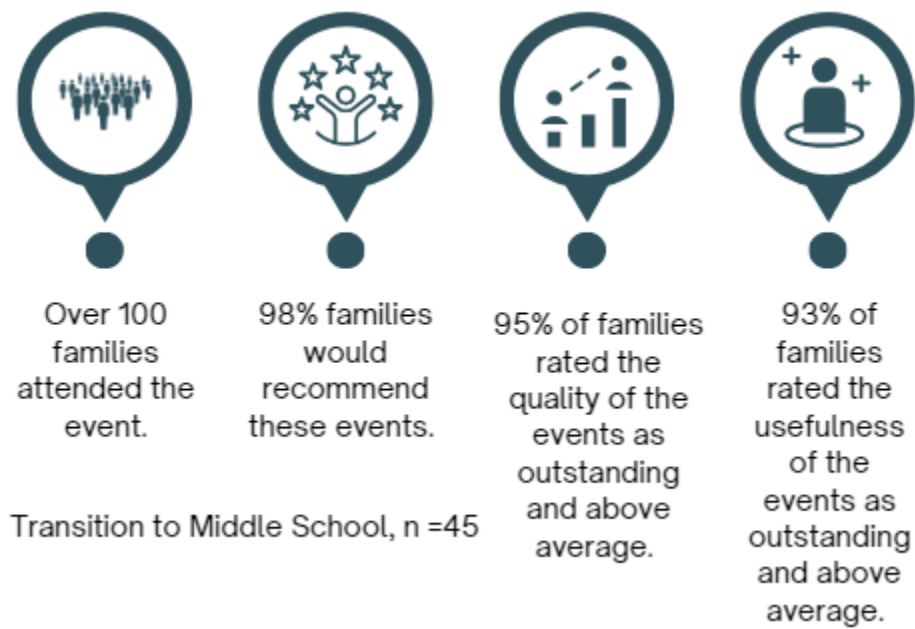 Over 100
families
attended the
event.
98% families
would
recommend
these events.
95% of families
rated the
quality of the
events as
outstanding
and above
average.
93% of
families
rated the
usefulness
of the
events as
outstanding
and above
average.
Transition to Middle School, n =45